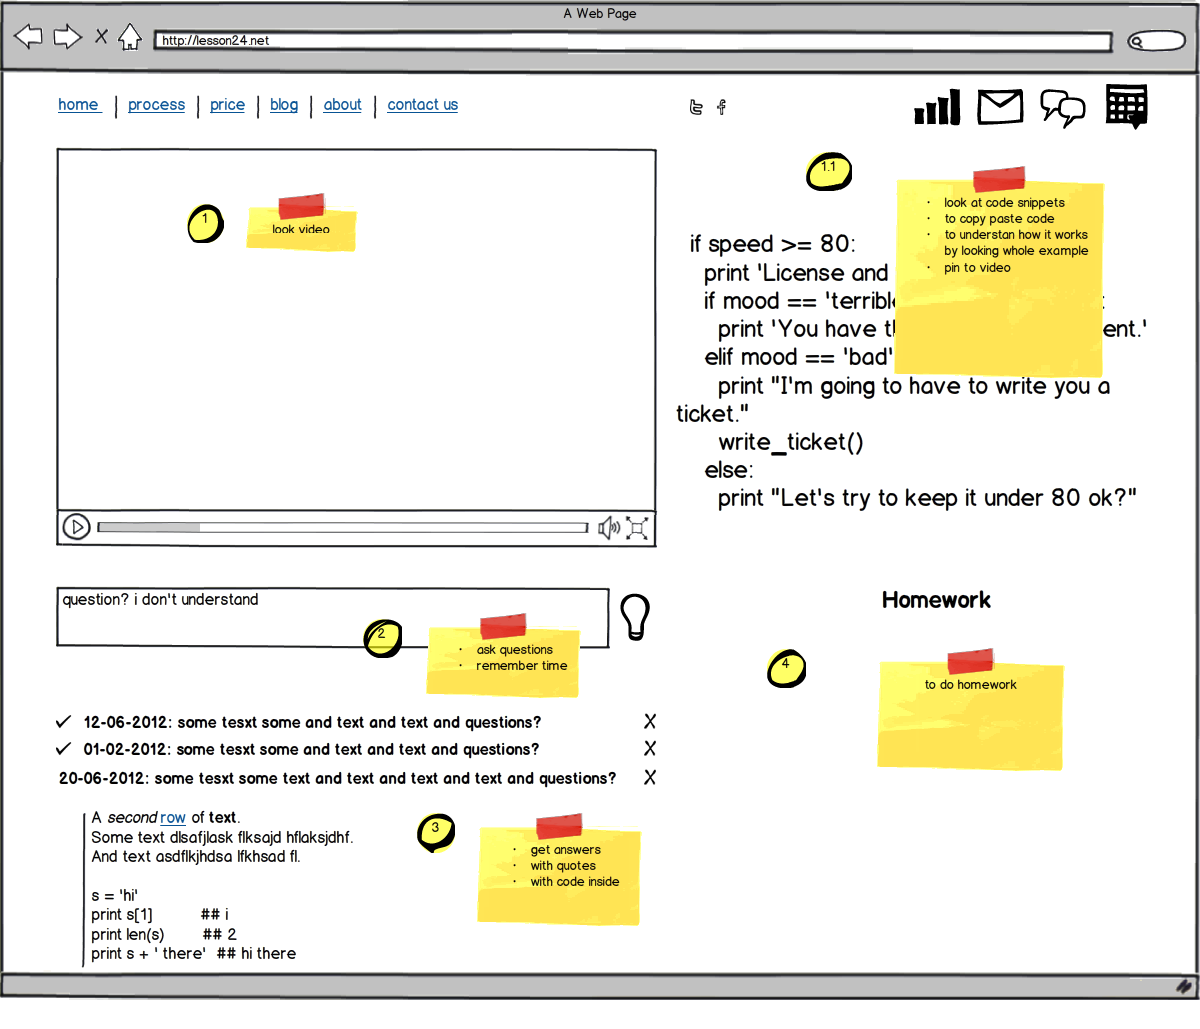 A Web Page
http://lesson24.net
home | process | price | blog | about | contact us
1
look video
1.1
· look at code snippets
· to copy paste code
· to understan how it works
by looking whole example
· pin to video
if speed >= 80:
print 'License and
if mood == 'terrible :
print 'You have t ent.'
elif mood == 'bad'
print "I'm going to have to write you a
ticket."
write_ticket()
else:
print "Let's try to keep it under 80 ok?"
question? i don't understand
2
· ask questions
· remember time
12-06-2012: some tesxt some and text and text and questions? X
01-02-2012: some tesxt some and text and text and questions? X
20-06-2012: some tesxt some text and text and text and text and questions? X
A second row of text.
Some text dlsafjlask flksajd hflaksjdhf.
And text asdflkjhdsa lfkhsad fl.
s = 'hi'
print s[1] ## i
print len(s) ## 2
print s + ' there' ## hi there
3
· get answers
· with quotes
· with code inside
Homework
4
to do homework